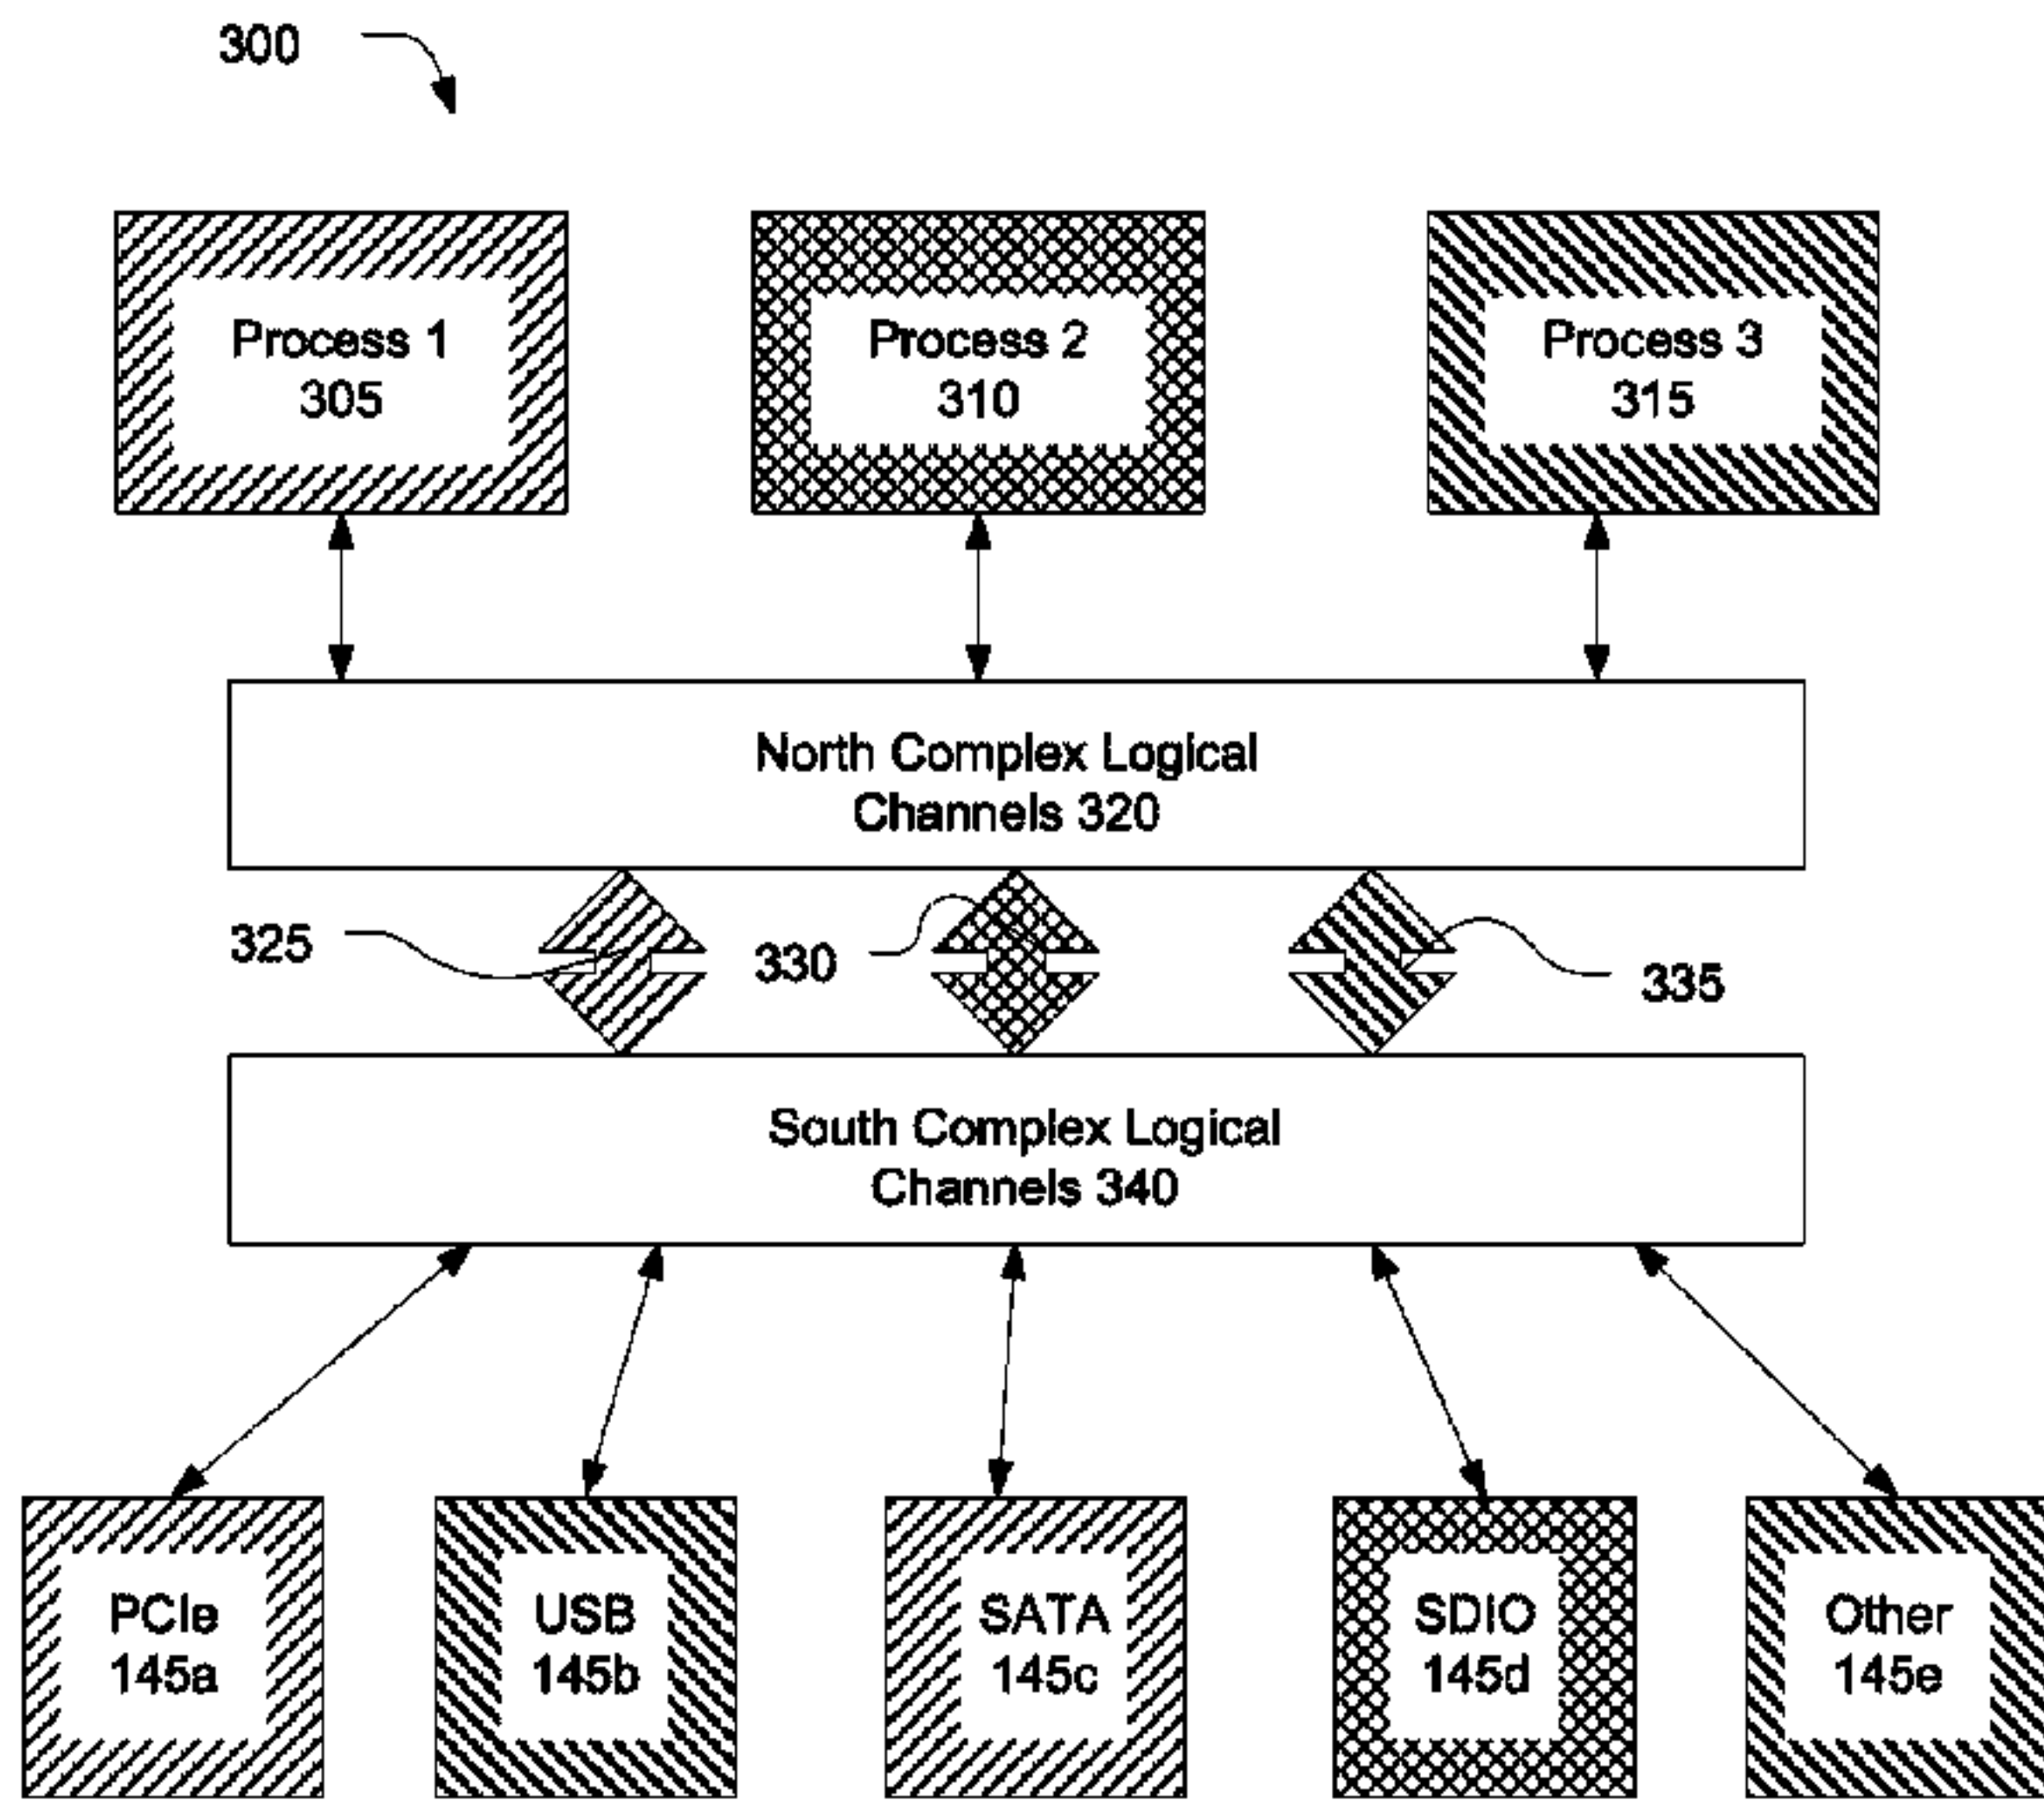 300
Process 1
305
Process 2
310
Process 3
315
North Complex Logical
Channels 320
325
330
335
South Complex Logical
Channels 340
PCIe
145a
USB
145b
SATA
145c
SDIO
145d
Other
145e